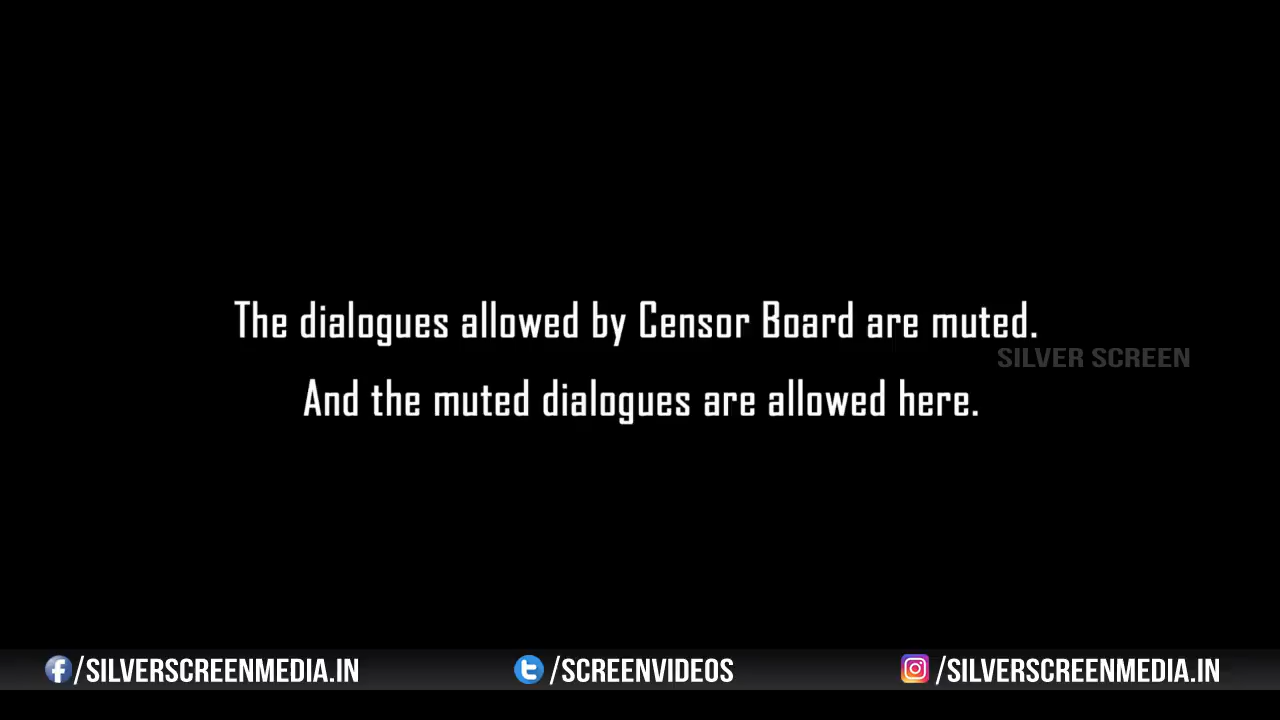 The dialogues allowed by Censor Board are muted.
SILVER SCREEN
And the muted dialogues are allowed here.
/SILVERSCREENMEDIA.IN
/SCREENVIDEOS
/SILVERSCREENMEDIA.IN